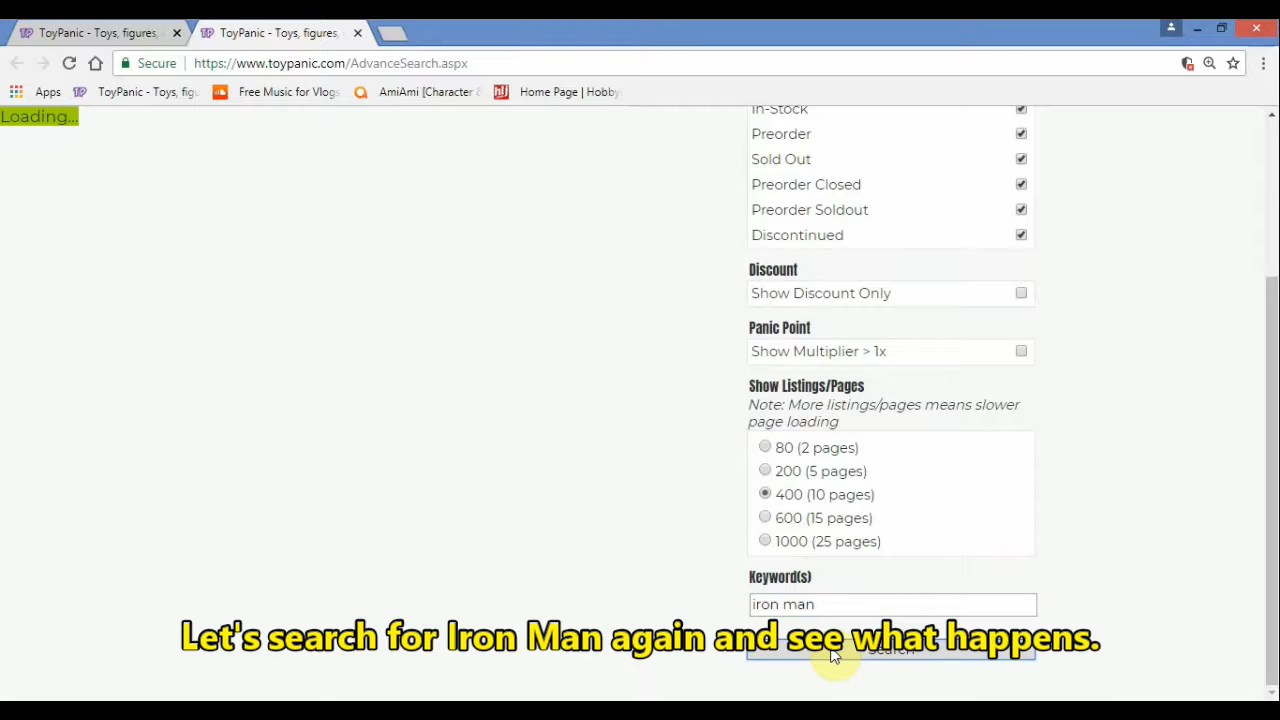 ToyPanic - Toys, figures,
ToyPanic - Toys, figures,
Secure
https://www.toypanic.com/AdvanceSearch.aspx
Apps
ToyPanic - Toys, figu
Free Music for Vlogs
AmiAmi [Character &
Home Page | Hobby
Loading...
In-Stock
Preorder
Sold Out
Preorder Closed
Preorder Soldout
Discontinued
Discount
Show Discount Only
Panic Point
Show Multiplier > 1x
Show Listings/Pages
Note: More listings/pages means slower
page loading
80 (2 pages)
200 (5 pages)
400 (10 pages)
600 (15 pages)
1000 (25 pages)
Keyword(s)
iron man
Let's search for Iron Man again and see what happens.
Search